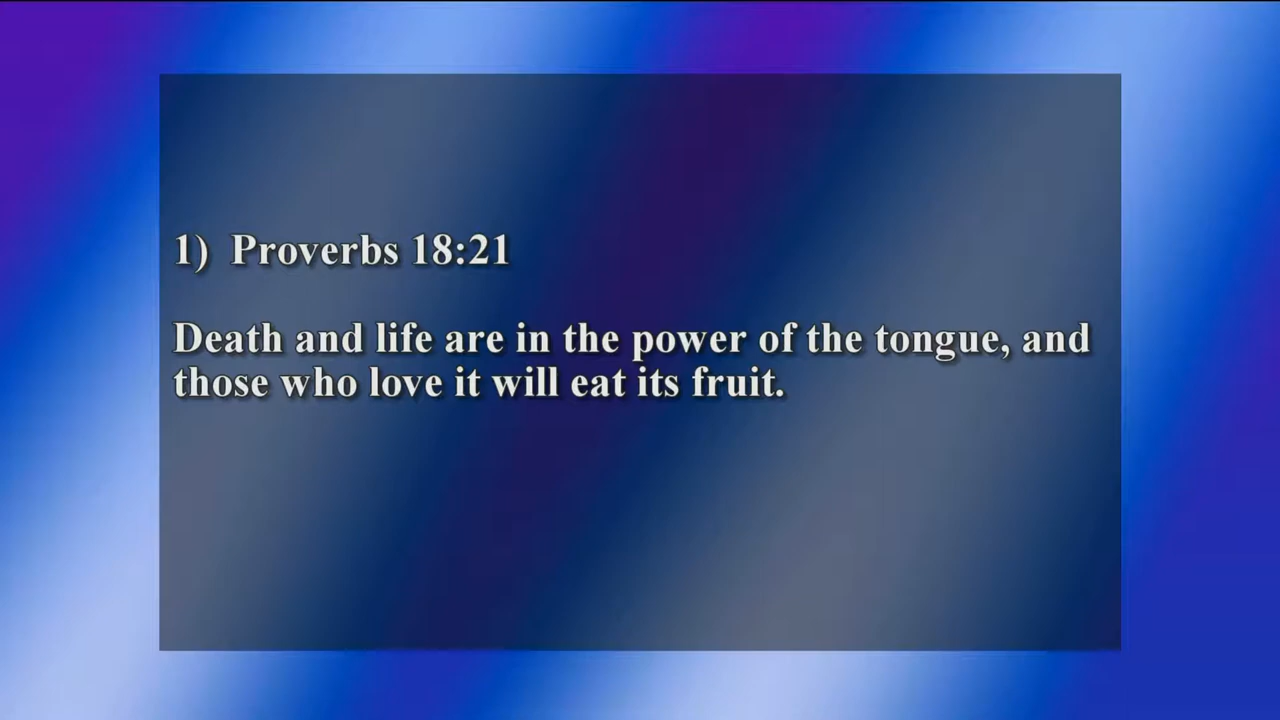 1) Proverbs 18:21
Death and life are in the power of the tongue, and
those who love it will eat its fruit.